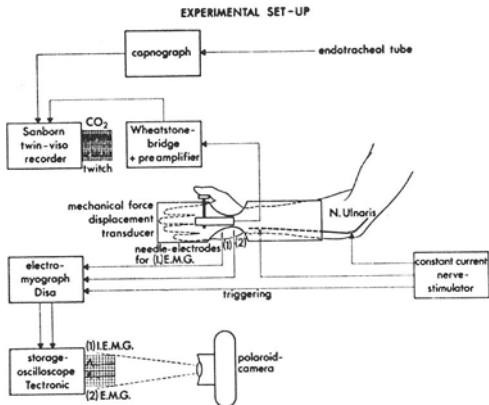 EXPERIMENTAL SET-UP
capnograph
endotracheal tube
CO2
Sanborn
twin-viso
recorder
twitch
Wheatstone-
bridge
+ preamplifier
mechanical force
displacement
transducer
N. Ulnaris
needle-electrodes (1) (2)
for (I.)E.M.G.
electro-
myograph
Disa
constant current
nerve-
stimulator
triggering
storage-
oscilloscope
Tectronic
(1) I.E.M.G.
(2) E.M.G.
polaroid-
camera